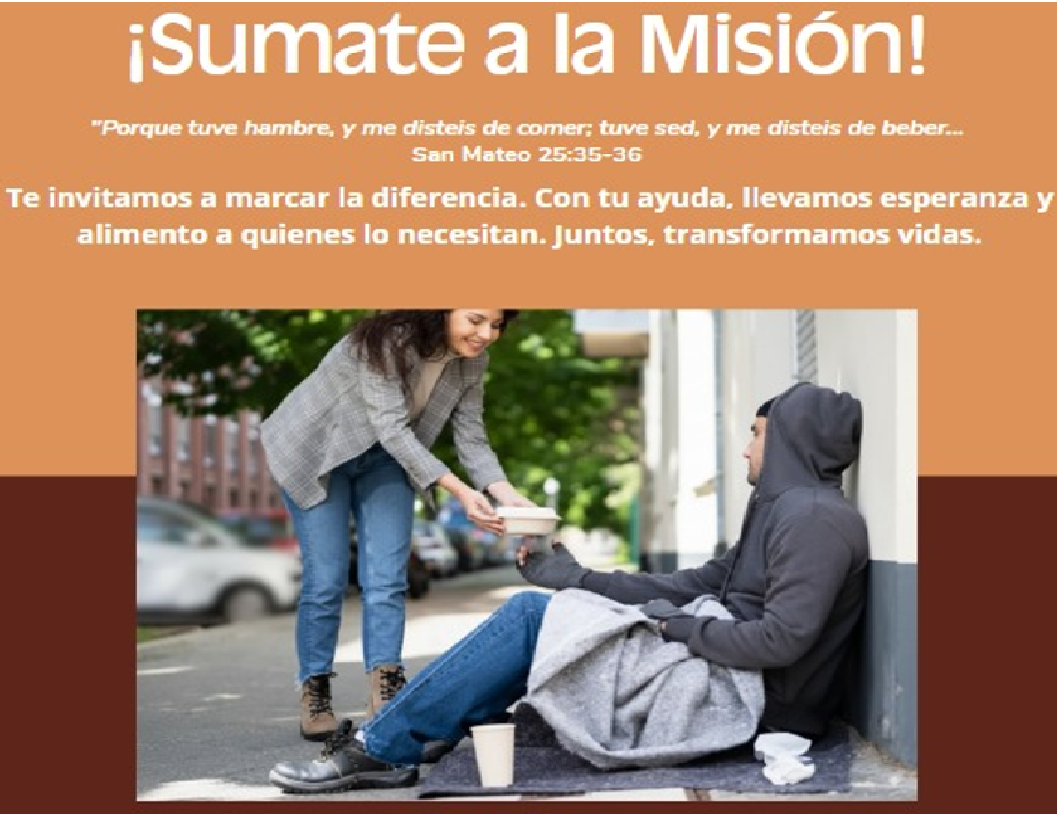 ¡Sumate a la Misión!
"Porque tuve hambre, y me disteis de comer; tuve sed, y me disteis de beber...
San Mateo 25:35-36
Te invitamos a marcar la diferencia. Con tu ayuda, llevamos esperanza y
alimento a quienes lo necesitan. Juntos, transformamos vidas.